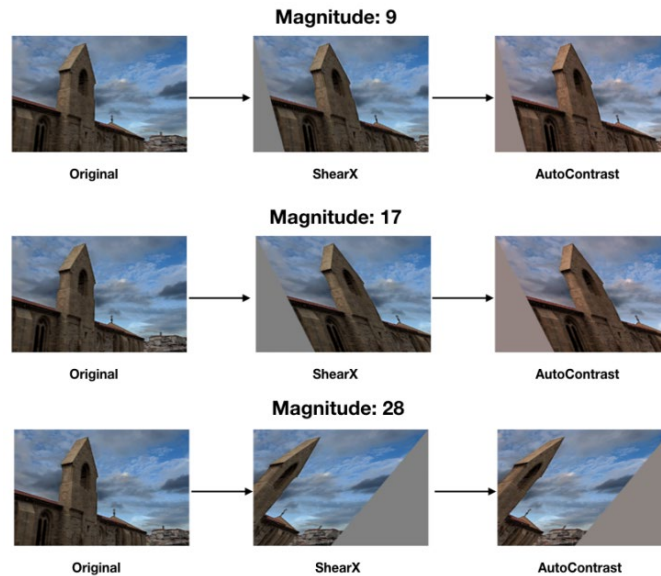 Magnitude: 9
Original
ShearX
AutoContrast
Magnitude: 17
Original
ShearX
AutoContrast
Magnitude: 28
Original
ShearX
AutoContrast